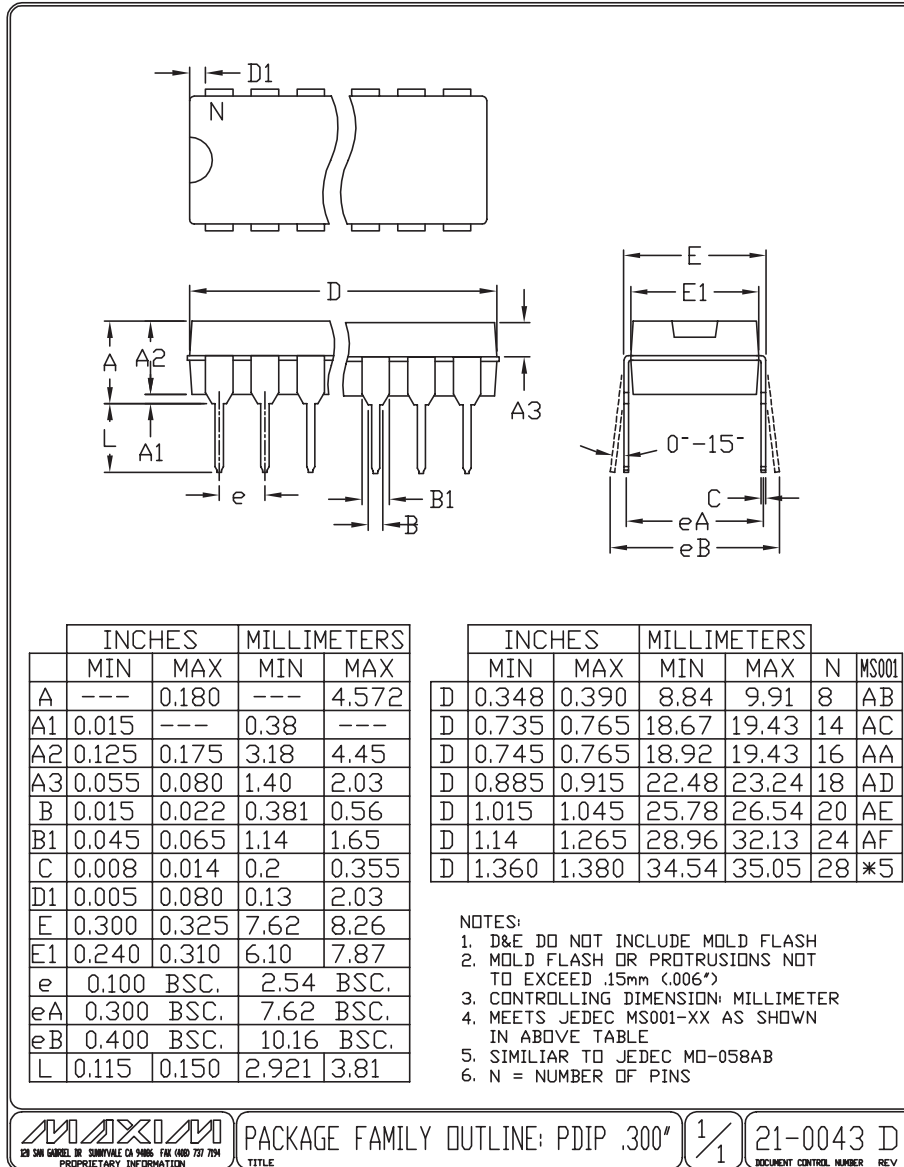 D1
N
D
A
A2
L
A1
A3
e
B1
B
E
E1
0°-15°
C
eA
eB
INCHES MILLIMETERS
MIN MAX MIN MAX
A --- 0.180 --- 4.572
A1 0.015 --- 0.38 ---
A2 0.125 0.175 3.18 4.45
A3 0.055 0.080 1.40 2.03
B 0.015 0.022 0.381 0.56
B1 0.045 0.065 1.14 1.65
C 0.008 0.014 0.2 0.355
D1 0.005 0.080 0.13 2.03
E 0.300 0.325 7.62 8.26
E1 0.240 0.310 6.10 7.87
e 0.100 BSC. 2.54 BSC.
eA 0.300 BSC. 7.62 BSC.
eB 0.400 BSC. 10.16 BSC.
L 0.115 0.150 2.921 3.81
INCHES MILLIMETERS
MIN MAX MIN MAX N MS001
D 0.348 0.390 8.84 9.91 8 AB
D 0.735 0.765 18.67 19.43 14 AC
D 0.745 0.765 18.92 19.43 16 AA
D 0.885 0.915 22.48 23.24 18 AD
D 1.015 1.045 25.78 26.54 20 AE
D 1.14 1.265 28.96 32.13 24 AF
D 1.360 1.380 34.54 35.05 28 *5
NOTES:
1. D&E DO NOT INCLUDE MOLD FLASH
2. MOLD FLASH OR PROTRUSIONS NOT
TO EXCEED .15mm (.006")
3. CONTROLLING DIMENSION: MILLIMETER
4. MEETS JEDEC MS001-XX AS SHOWN
IN ABOVE TABLE
5. SIMILIAR TO JEDEC MO-058AB
6. N = NUMBER OF PINS
MAXIM
120 SAN GABRIEL DR SUNNYVALE CA 94086 FAX (408) 737 7194
PROPRIETARY INFORMATION
PACKAGE FAMILY OUTLINE: PDIP .300"
TITLE
1/1
21-0043 D
DOCUMENT CONTROL NUMBER REV